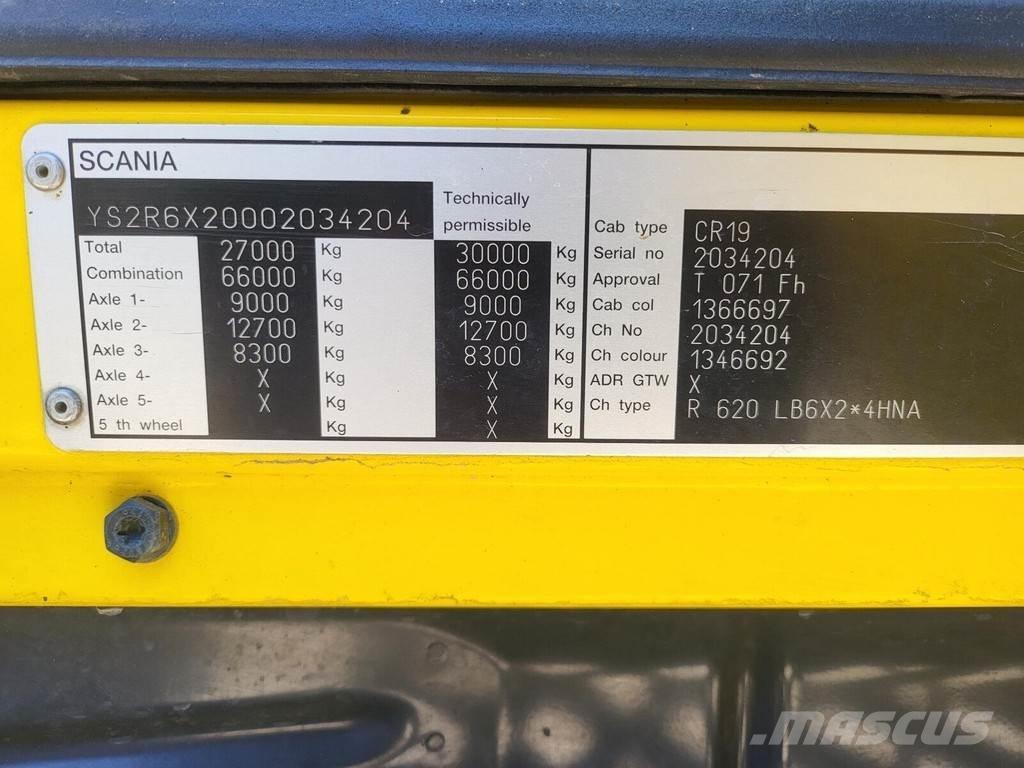 SCANIA
YS2R6X20002034204
Technically
permissible
Total 27000 Kg 30000 Kg
Combination 66000 Kg 66000 Kg
Axle 1- 9000 Kg 9000 Kg
Axle 2- 12700 Kg 12700 Kg
Axle 3- 8300 Kg 8300 Kg
Axle 4- X Kg X Kg
Axle 5- X Kg X Kg
5 th wheel Kg X Kg
Cab type CR19
Serial no 2034204
Approval T 071 Fh
Cab col 1366697
Ch No 2034204
Ch colour 1346692
ADR GTW X
Ch type R 620 LB6X2*4HNA
MASCUS